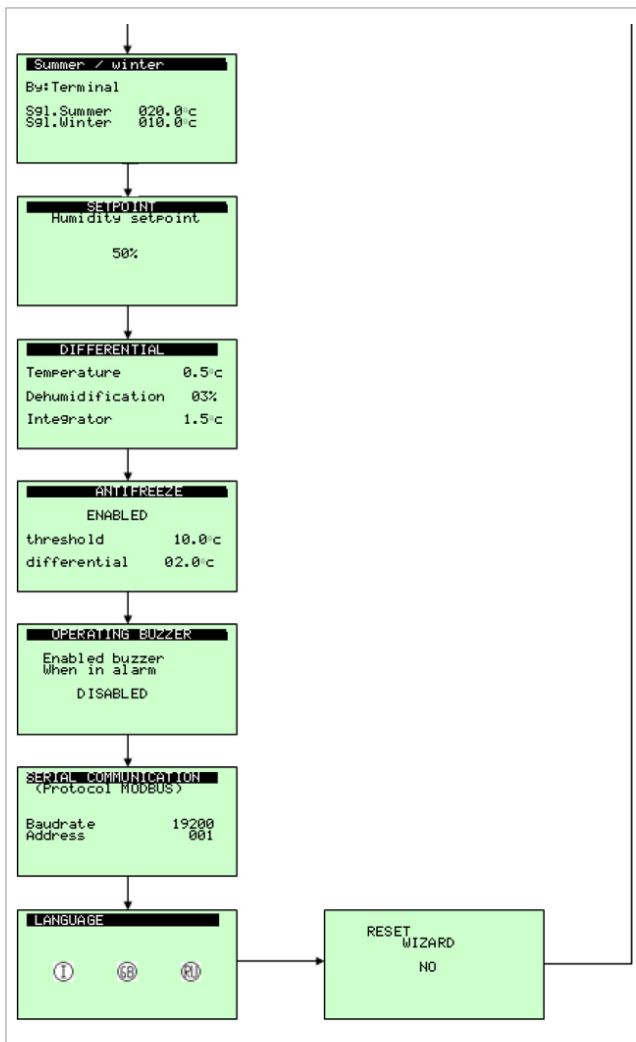 Summer / winter
By:Terminal
S9l.Summer 020.0°c
S9l.Winter 010.0°c
SETPOINT
Humidity setpoint
50%
DIFFERENTIAL
Temperature 0.5°c
Dehumidification 03%
Integrator 1.5°c
ANTIFREEZE
ENABLED
threshold 10.0°c
differential 02.0°c
OPERATING BUZZER
Enabled buzzer
When in alarm
DISABLED
SERIAL COMMUNICATION
(Protocol MODBUS)
Baudrate 19200
Address 001
LANGUAGE
I GB RU
RESET
WIZARD
NO